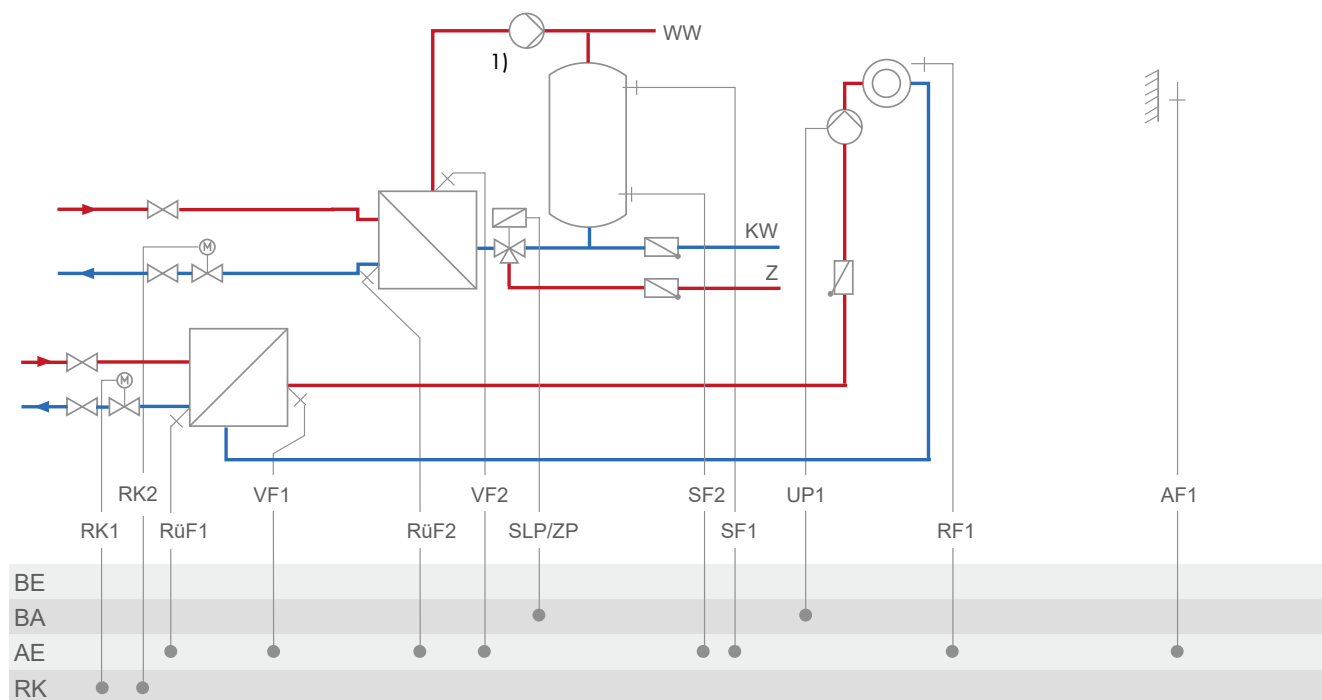 WW
1)
KW
M
Z
M
RK2
VF1
VF2
SF2
UP1
AF1
RK1
RüF1
RüF2
SLP/ZP
SF1
RF1
BE
BA
AE
RK